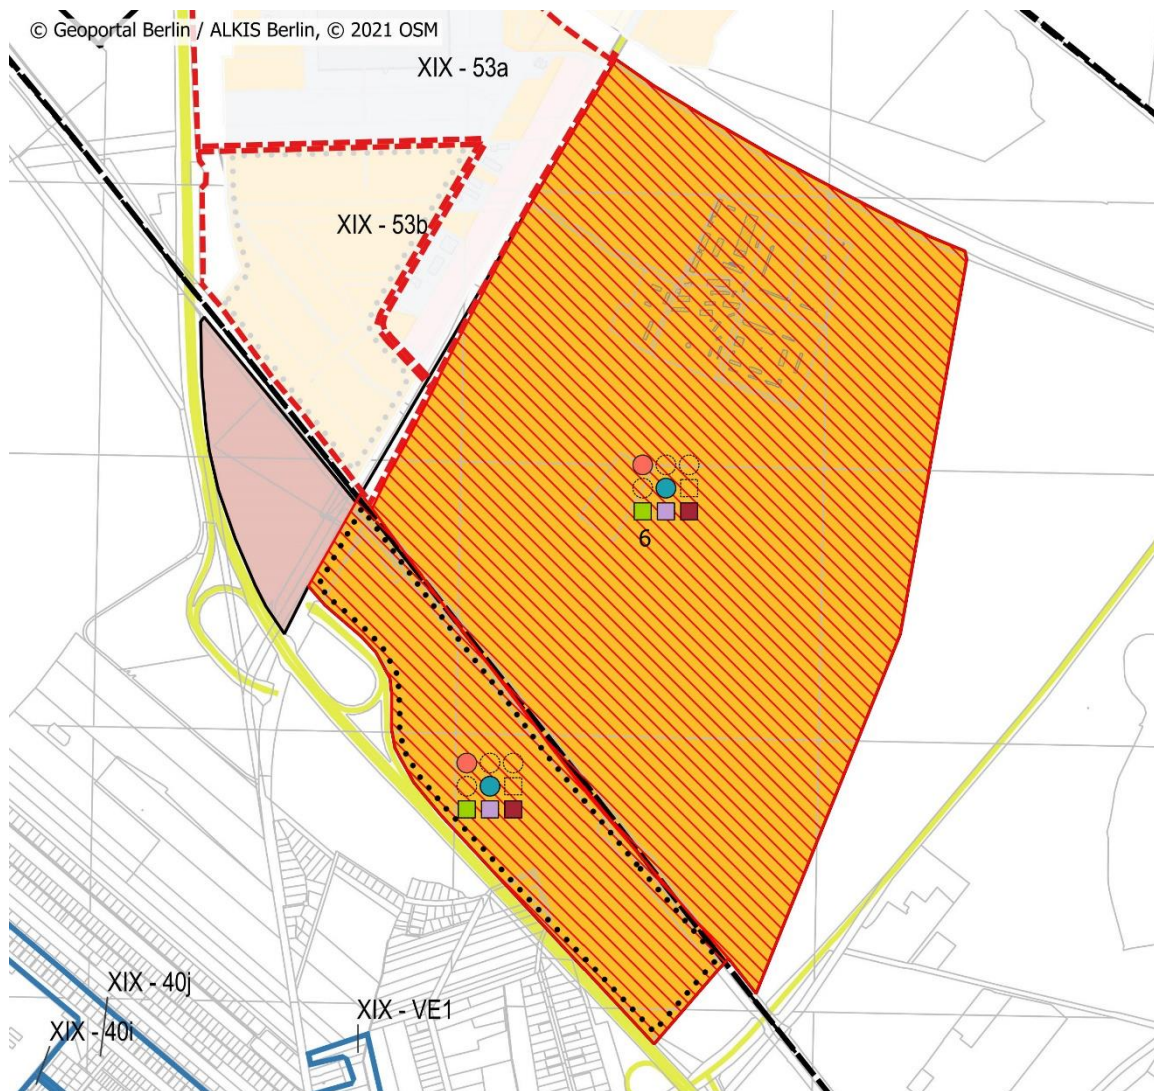 © Geoportal Berlin / ALKIS Berlin, © 2021 OSM
XIX - 53a
XIX - 53b
6
XIX - 40j
XIX - VE1
XIX - 40i